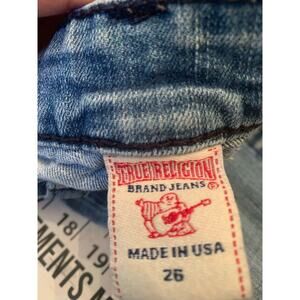 TRUE RELIGION
BRAND JEANS®
MADE IN USA
26
18 19
MENTS